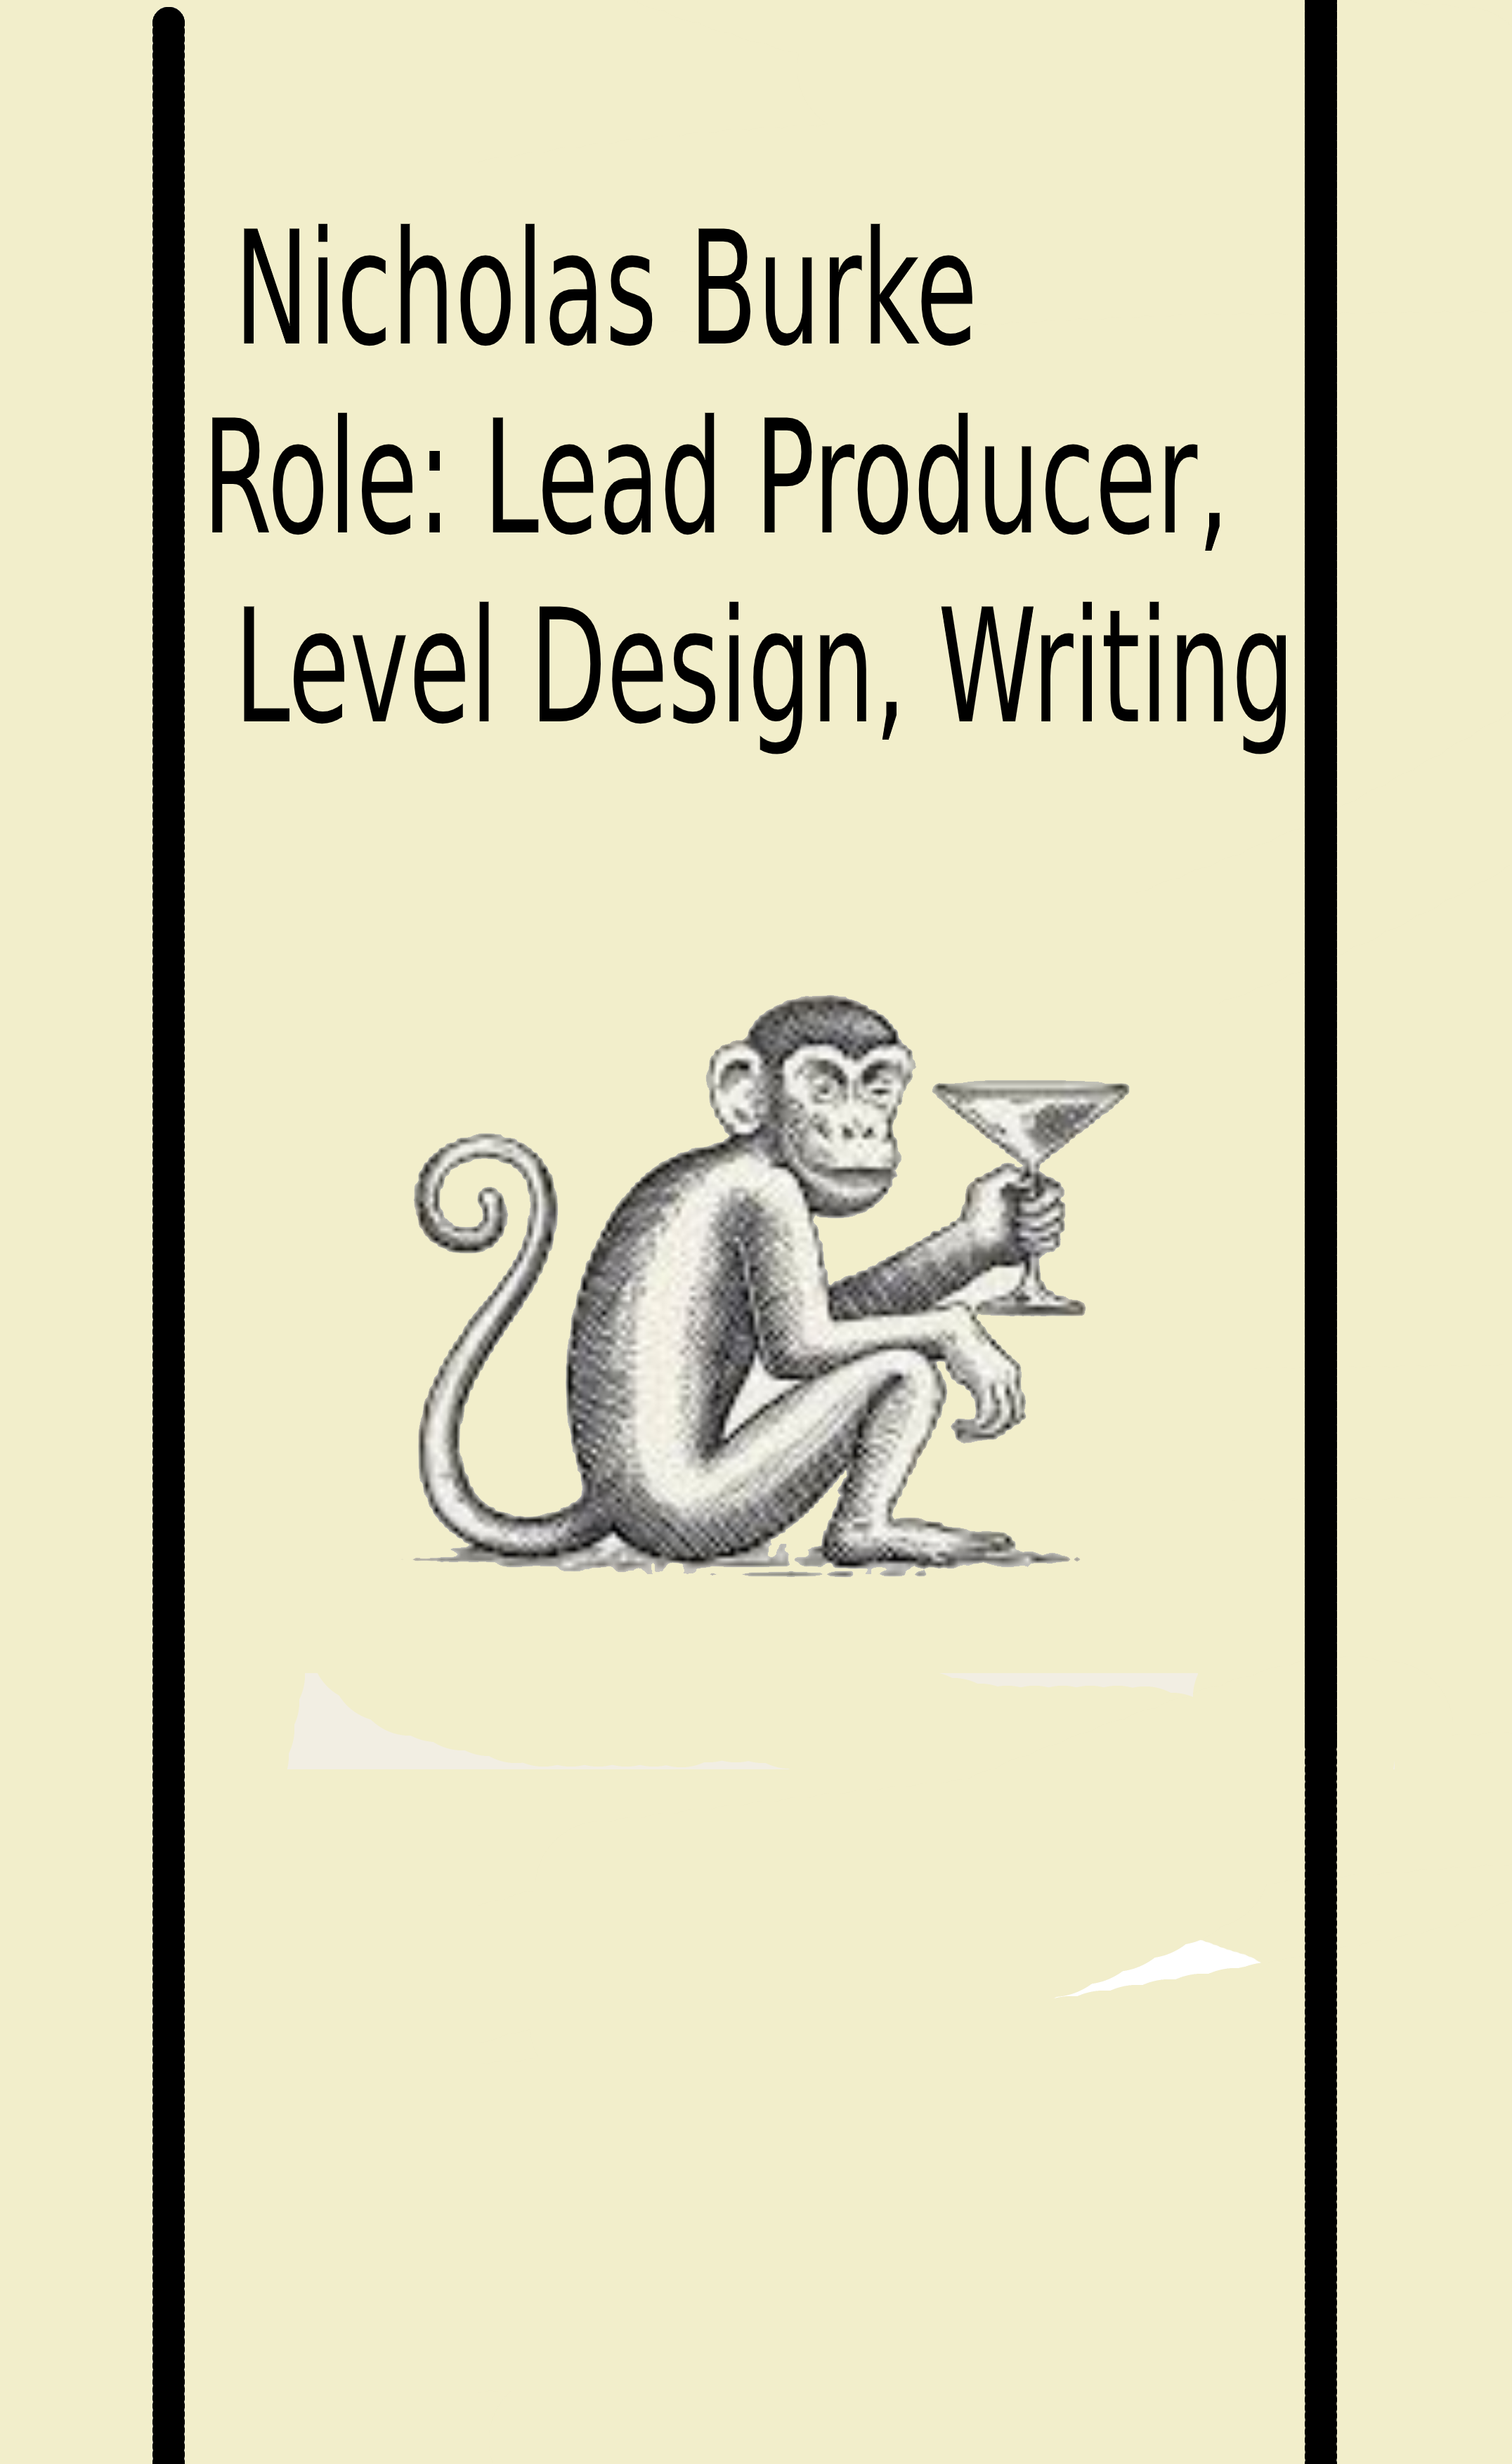 Nicholas Burke
Role: Lead Producer,
Level Design, Writing